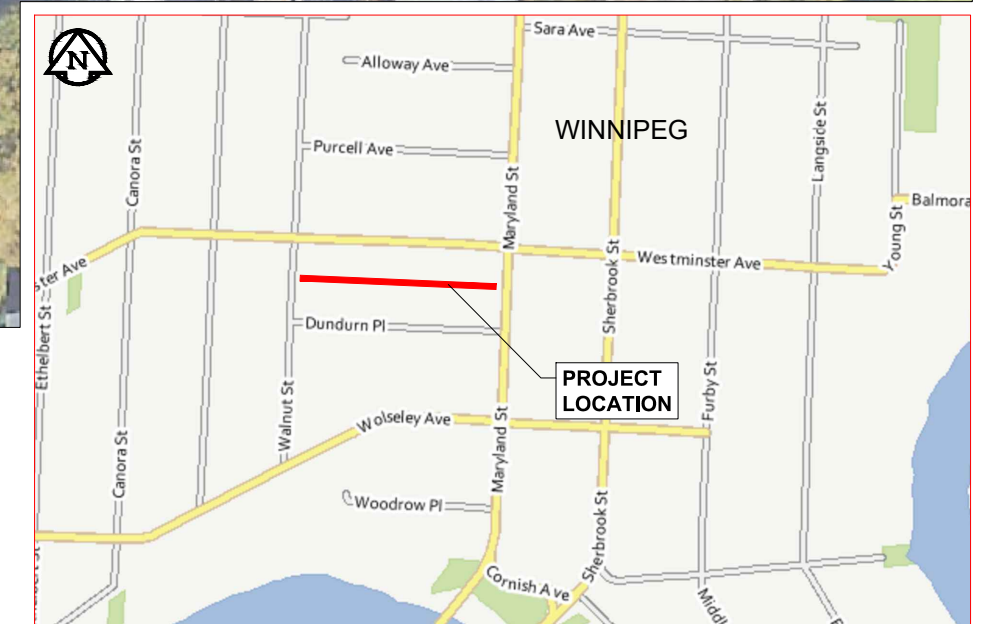 N
Sara Ave
Alloway Ave
WINNIPEG
Purcell Ave
Canora St
Langside St
Maryland St
Balmora
Young St
Westminster Ave
Sherbrook St
ster Ave
Ethelbert St
Dundurn Pl
PROJECT
LOCATION
Furby St
Walnut St
Wolseley Ave
Maryland St
Canora St
Woodrow Pl
Sherbrook St
Cornish Ave
Middl